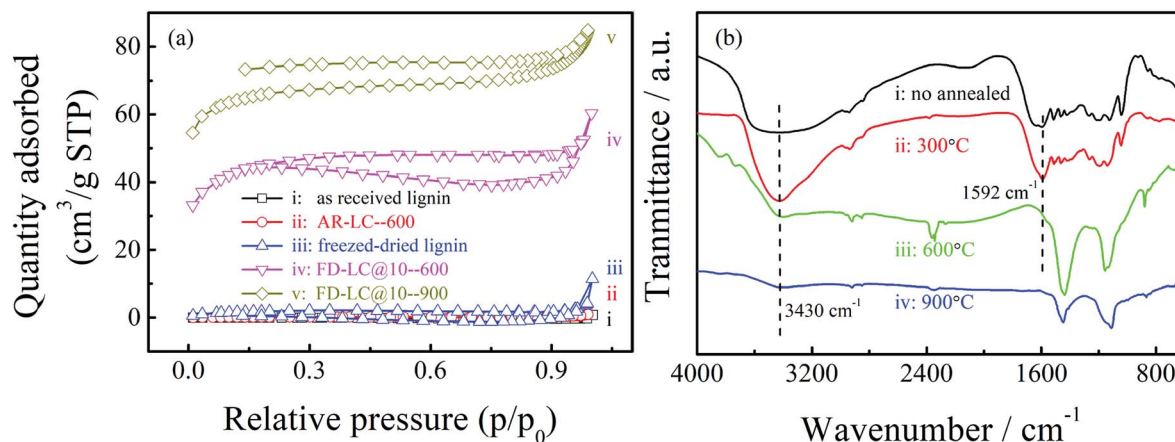 (a)
v
iv
iii
ii
i
i: as received lignin
ii: AR-LC--600
iii: freezed-dried lignin
iv: FD-LC@10--600
v: FD-LC@10--900
80
60
40
20
0
0.0 0.3 0.6 0.9
Relative pressure (p/p0)
Quantity adsorbed
(cm³/g STP)
(b)
i: no annealed
ii: 300°C
1592 cm⁻¹
iii: 600°C
iv: 900°C
3430 cm⁻¹
4000 3200 2400 1600 800
Wavenumber / cm⁻¹
Tranmittance / a.u.